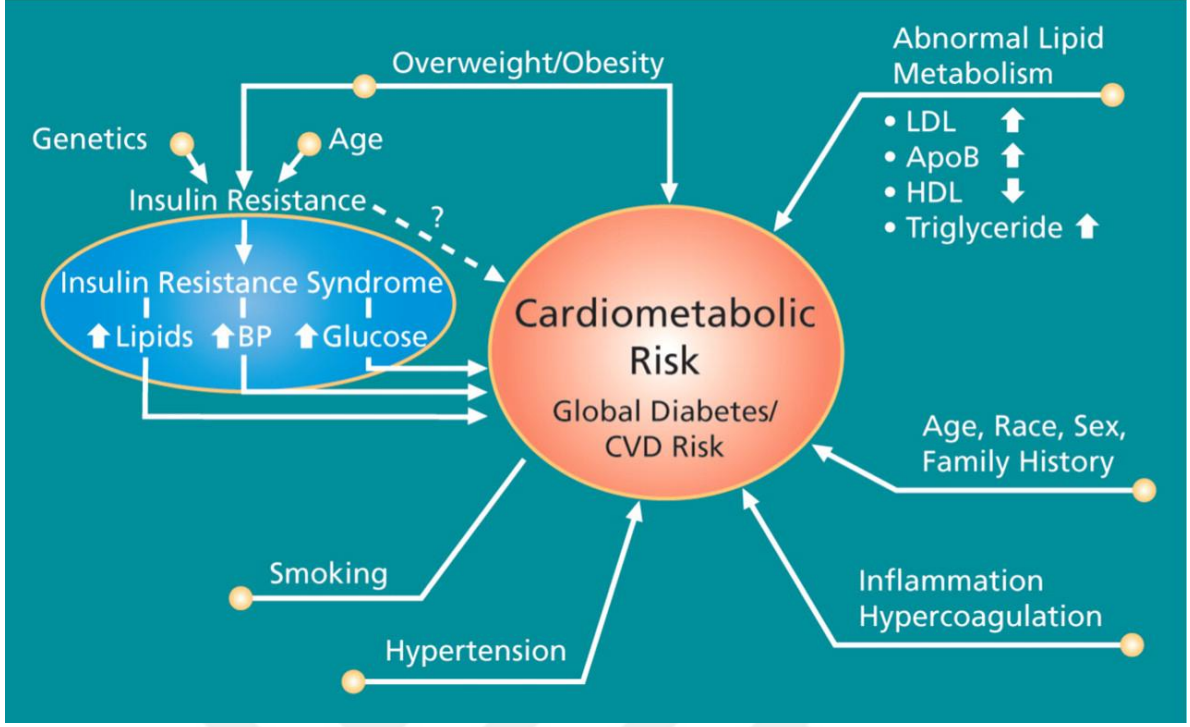 Overweight/Obesity
Abnormal Lipid
Metabolism
• LDL ⬆
• ApoB ⬆
• HDL ⬇
• Triglyceride ⬆
Genetics
Age
Insulin Resistance
?
Insulin Resistance Syndrome
⬆ Lipids ⬆ BP ⬆ Glucose
Cardiometabolic
Risk
Global Diabetes/
CVD Risk
Age, Race, Sex,
Family History
Smoking
Inflammation
Hypercoagulation
Hypertension